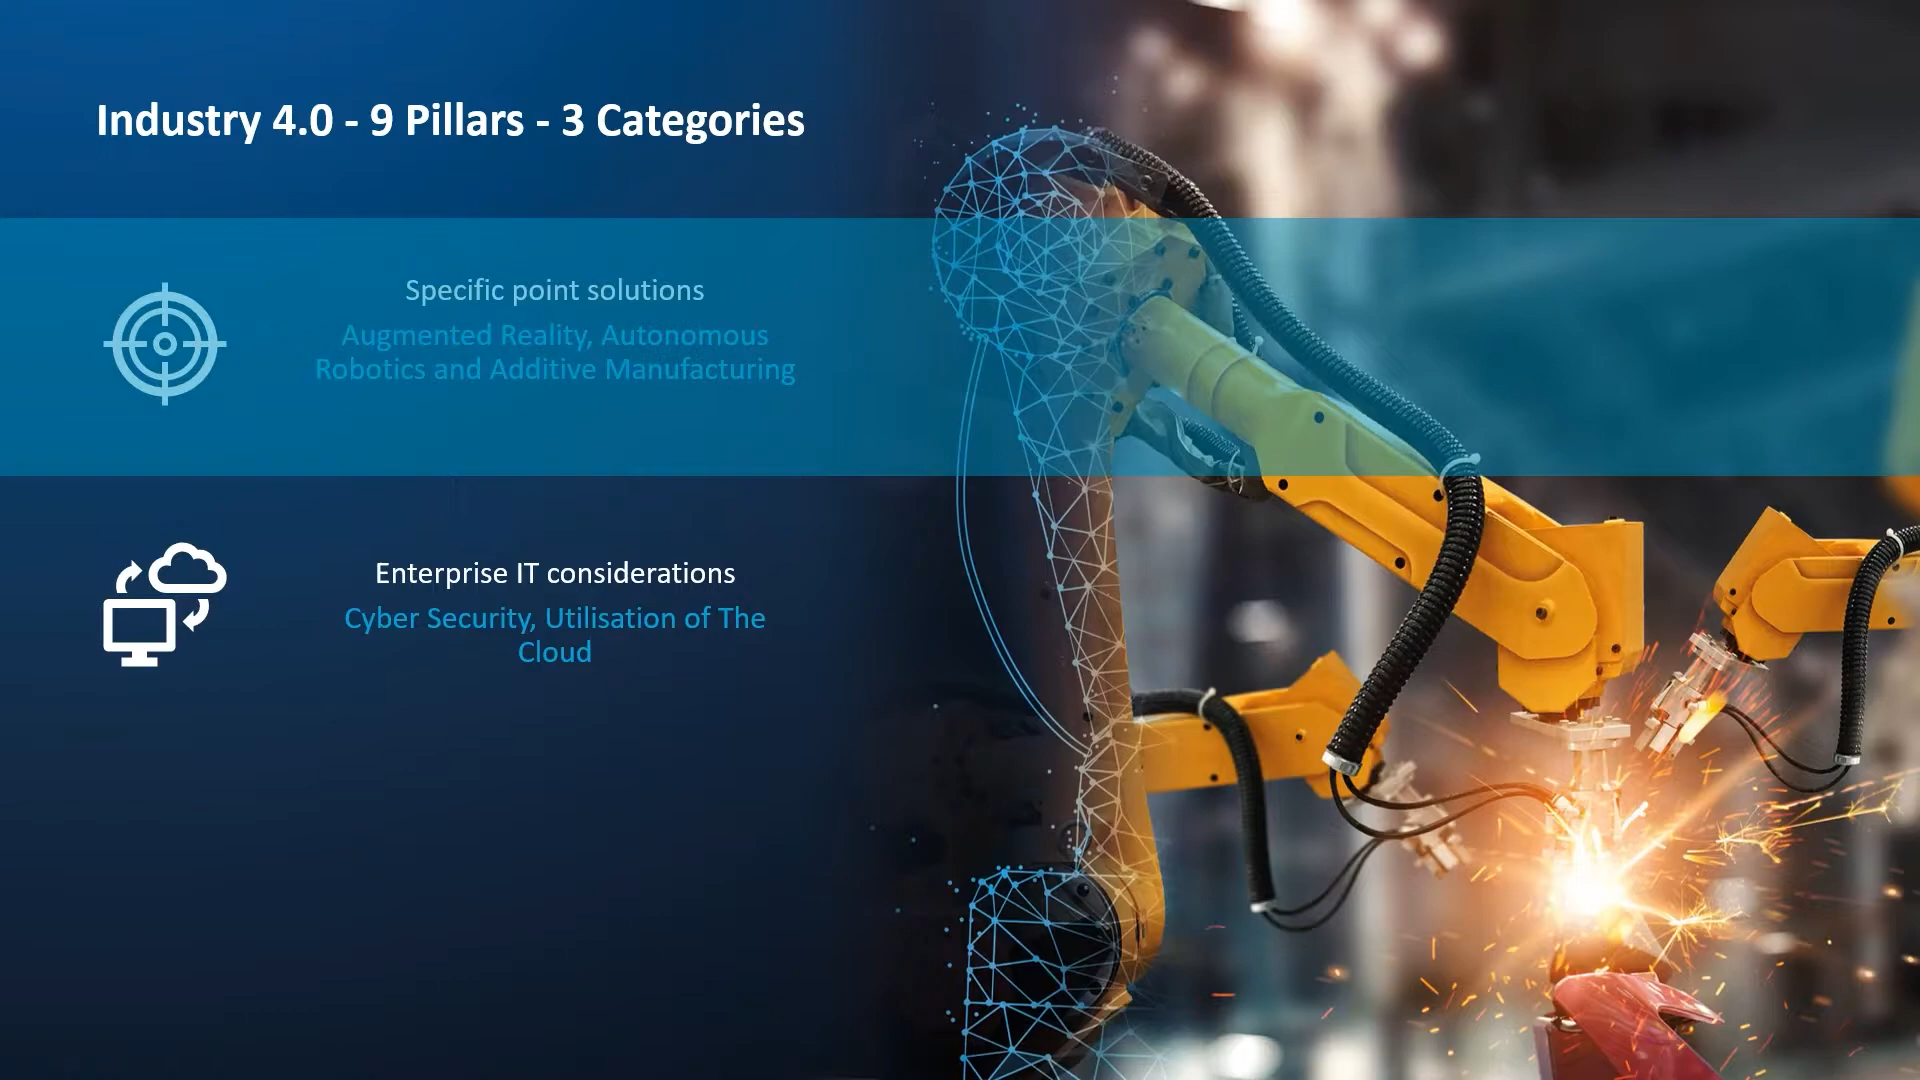 Industry 4.0 - 9 Pillars - 3 Categories
Specific point solutions
Augmented Reality, Autonomous
Robotics and Additive Manufacturing
Enterprise IT considerations
Cyber Security, Utilisation of The
Cloud